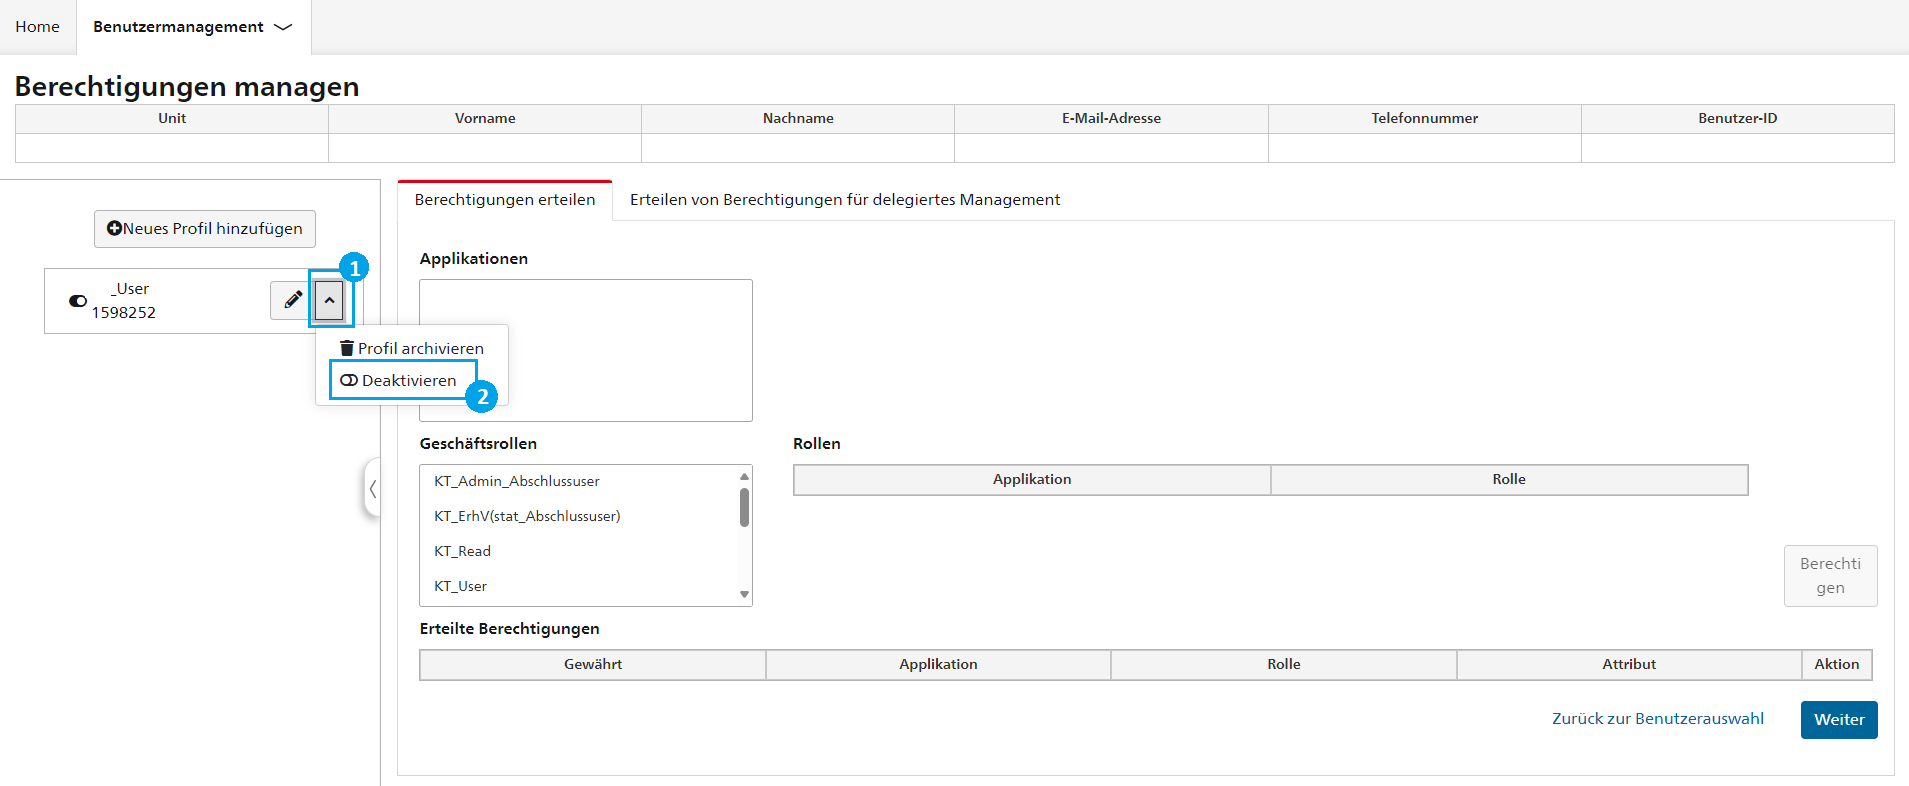 Home
Benutzermanagement
Berechtigungen managen
Unit Vorname Nachname E-Mail-Adresse Telefonnummer Benutzer-ID
Neues Profil hinzufügen
_User
1598252
1
Profil archivieren
Deaktivieren
2
Berechtigungen erteilen
Erteilen von Berechtigungen für delegiertes Management
Applikationen
Geschäftsrollen
KT_Admin_Abschlussuser
KT_ErhV(stat_Abschlussuser)
KT_Read
KT_User
Rollen
Applikation Rolle
Berechti
gen
Erteilte Berechtigungen
Gewährt Applikation Rolle Attribut Aktion
Zurück zur Benutzerauswahl
Weiter